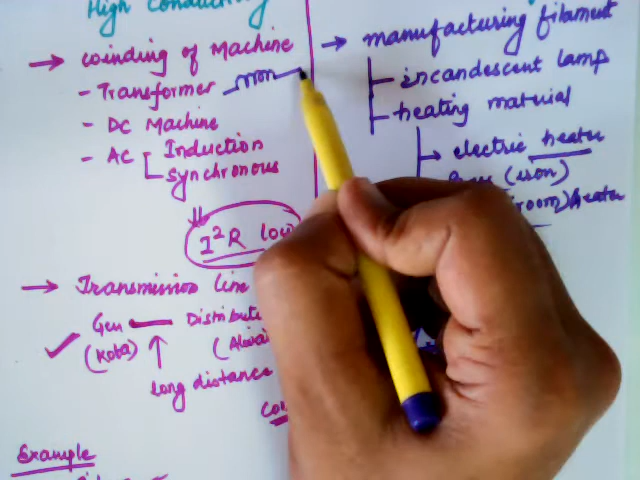 High Conductivity
→ winding of Machine
- Transformer
- DC Machine
- AC Induction
Synchronous
I²R low
→ Transmission line
Gen — Distribut
(Kota)
long distance
Example
→ manufacturing filament
incandescent lamp
heating material
→ electric heater
(iron)
(room) heater